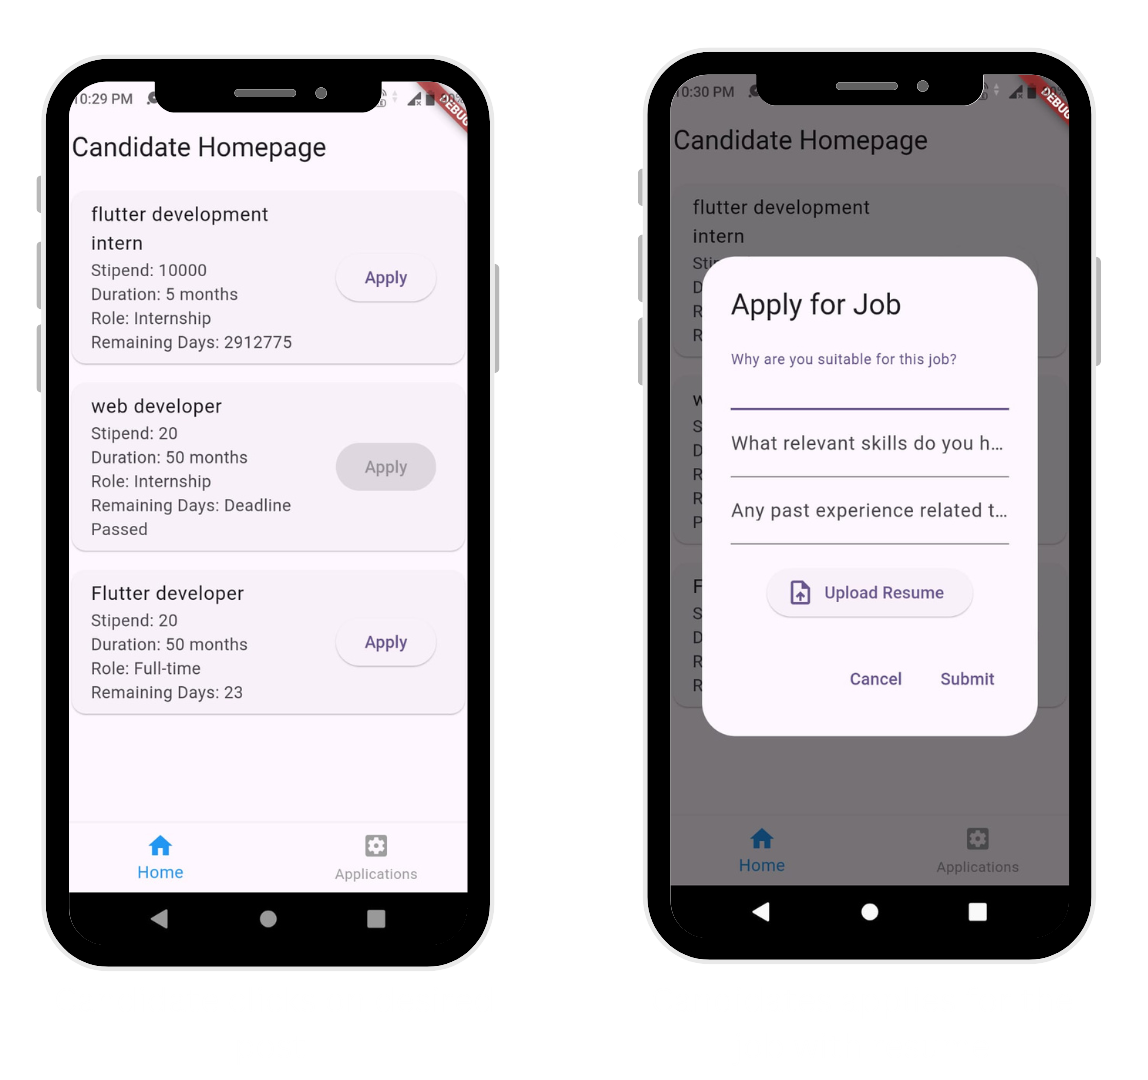 10:29 PM
DEBUG
Candidate Homepage
flutter development
intern
Stipend: 10000
Duration: 5 months
Role: Internship
Remaining Days: 2912775
Apply
web developer
Stipend: 20
Duration: 50 months
Role: Internship
Remaining Days: Deadline
Passed
Apply
Flutter developer
Stipend: 20
Duration: 50 months
Role: Full-time
Remaining Days: 23
Apply
Home
Applications
10:30 PM
DEBUG
Candidate Homepage
flutter development
intern
Apply for Job
Why are you suitable for this job?
What relevant skills do you h...
Any past experience related t...
Upload Resume
Cancel
Submit
Home
Applications